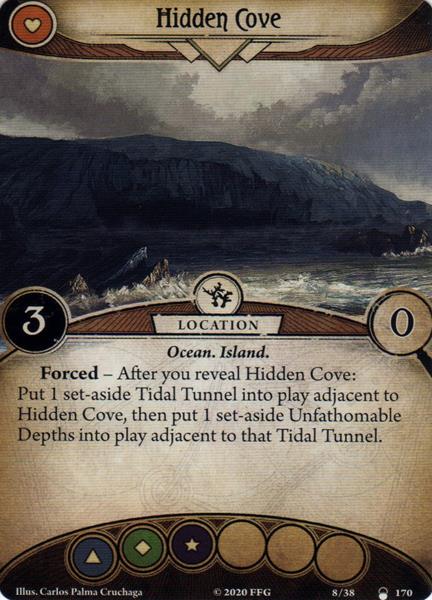 Hidden Cove
3
LOCATION
0
Ocean. Island.
Forced – After you reveal Hidden Cove:
Put 1 set-aside Tidal Tunnel into play adjacent to
Hidden Cove, then put 1 set-aside Unfathomable
Depths into play adjacent to that Tidal Tunnel.
Illus. Carlos Palma Cruchaga © 2020 FFG 8/38 170